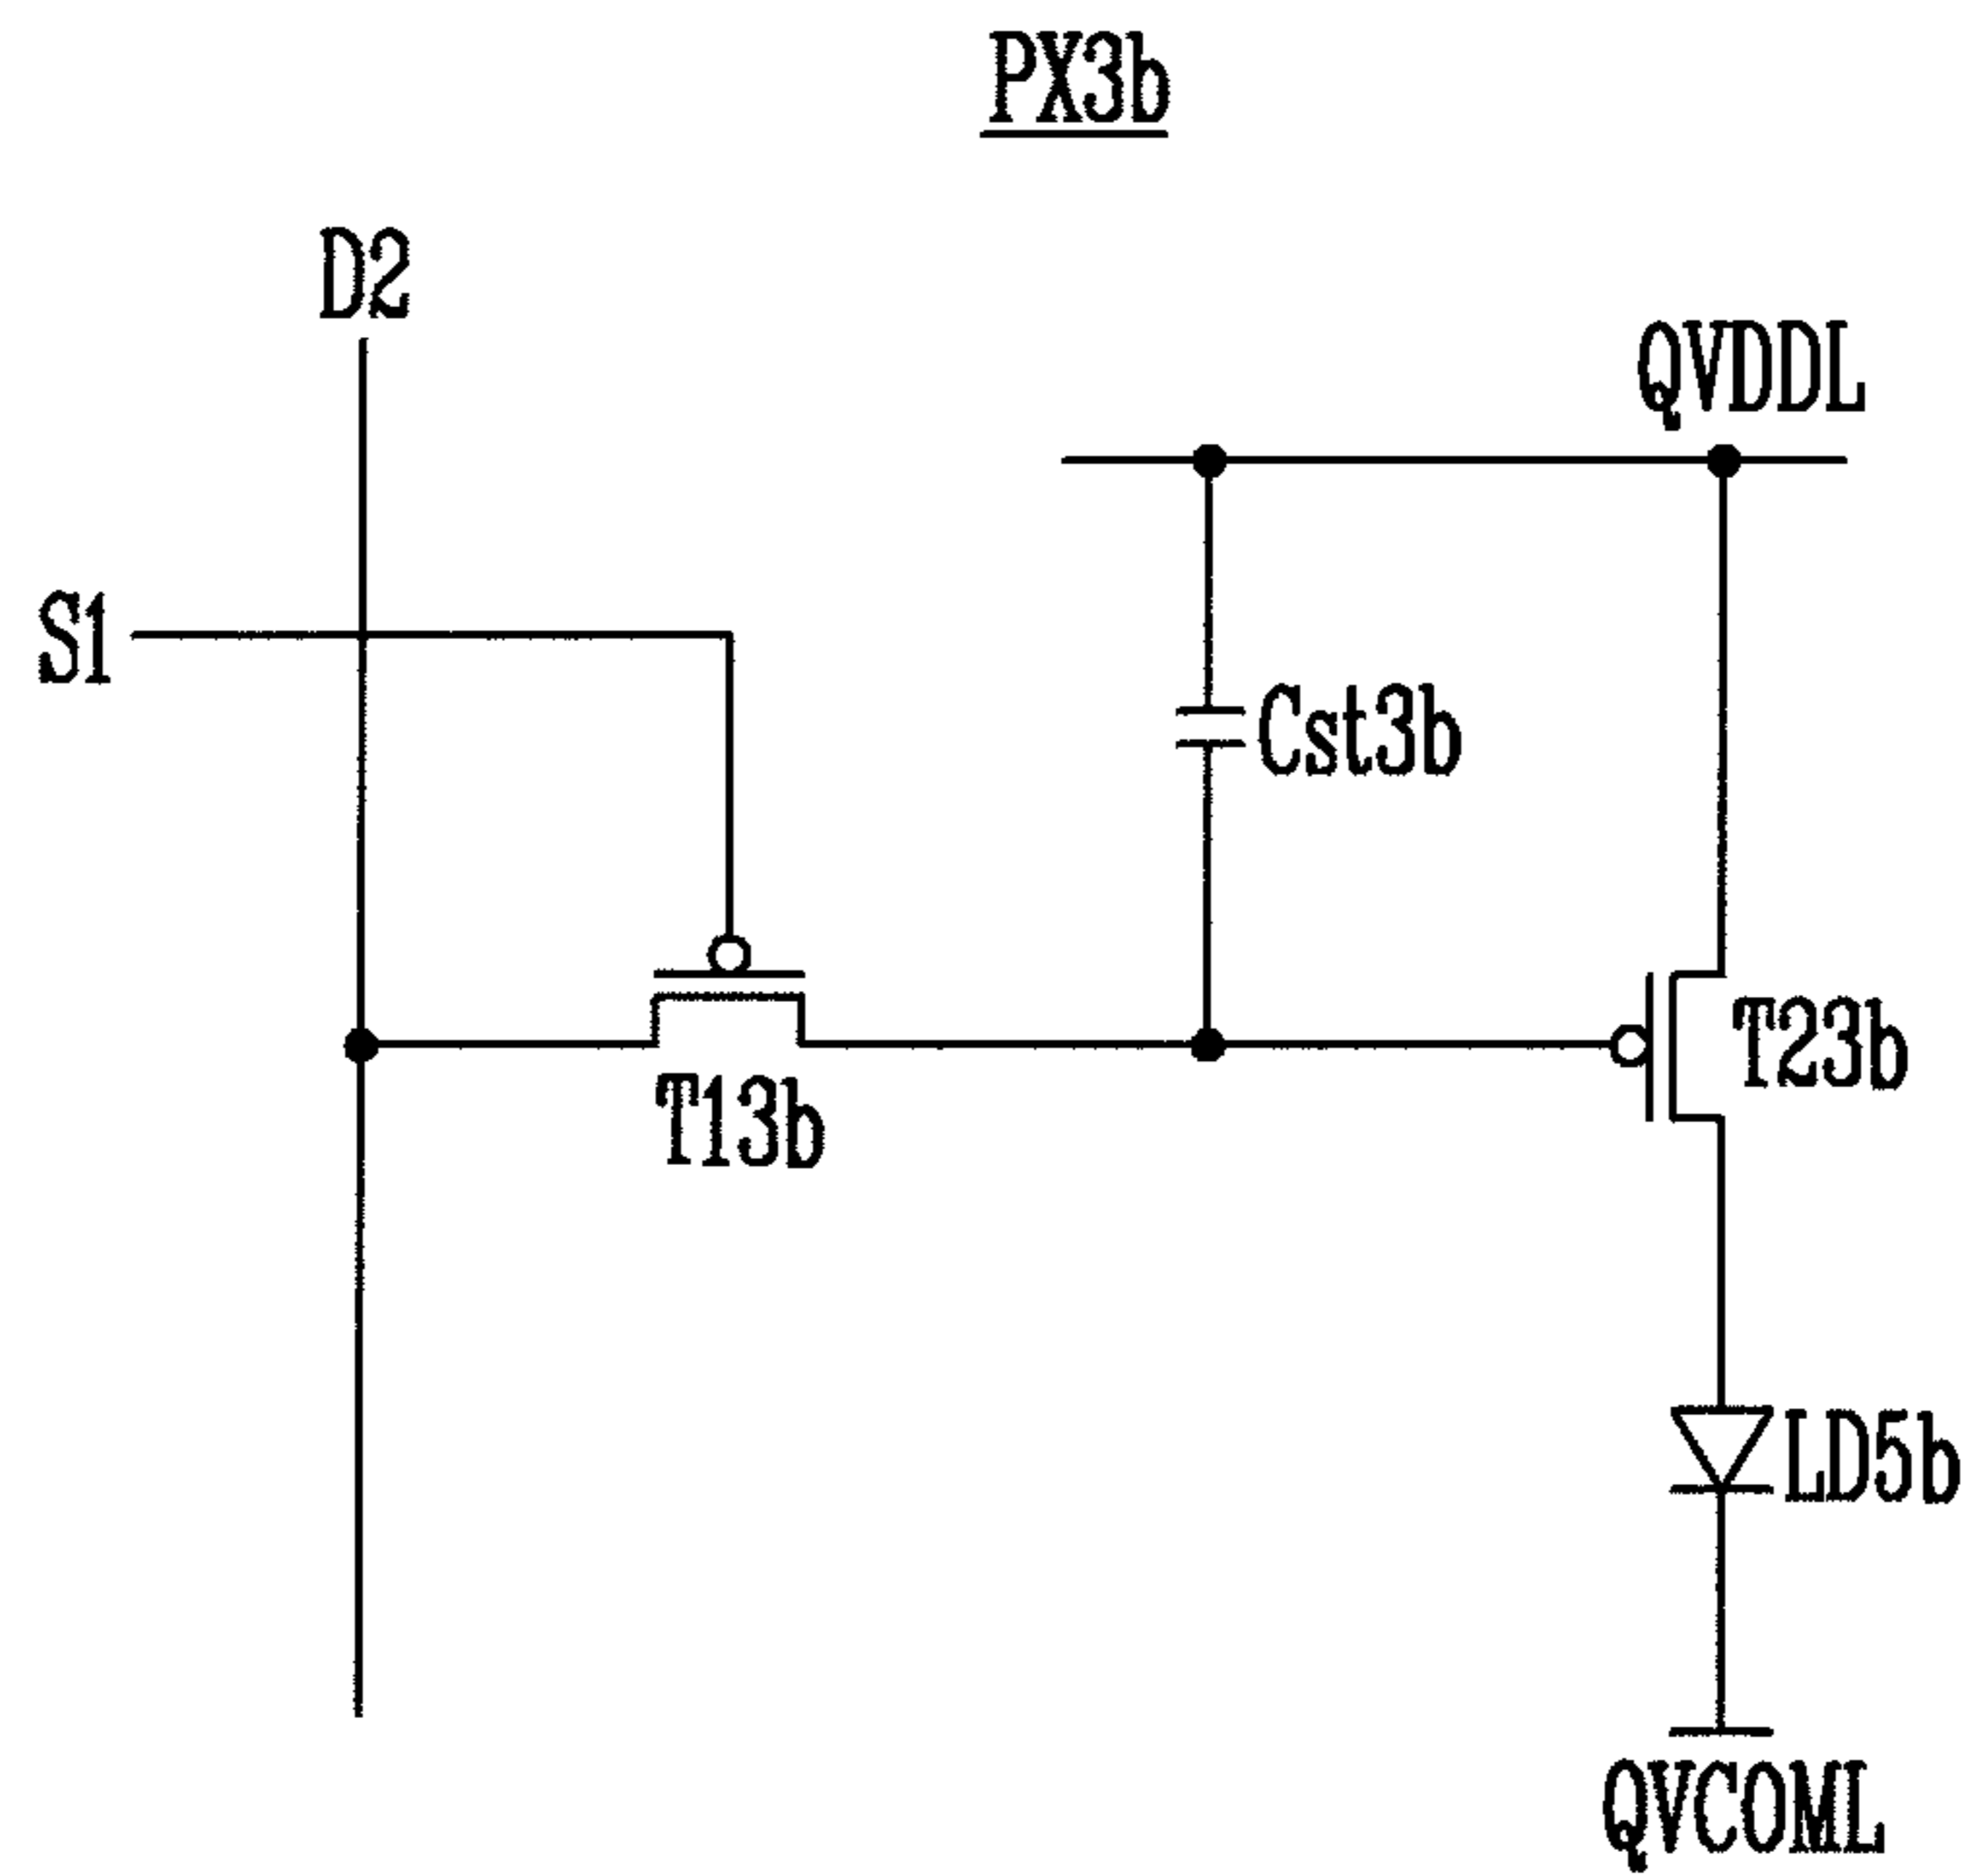 PX3b
D2
QVDDL
S1
Cst3b
T23b
T13b
LD5b
QVCOML